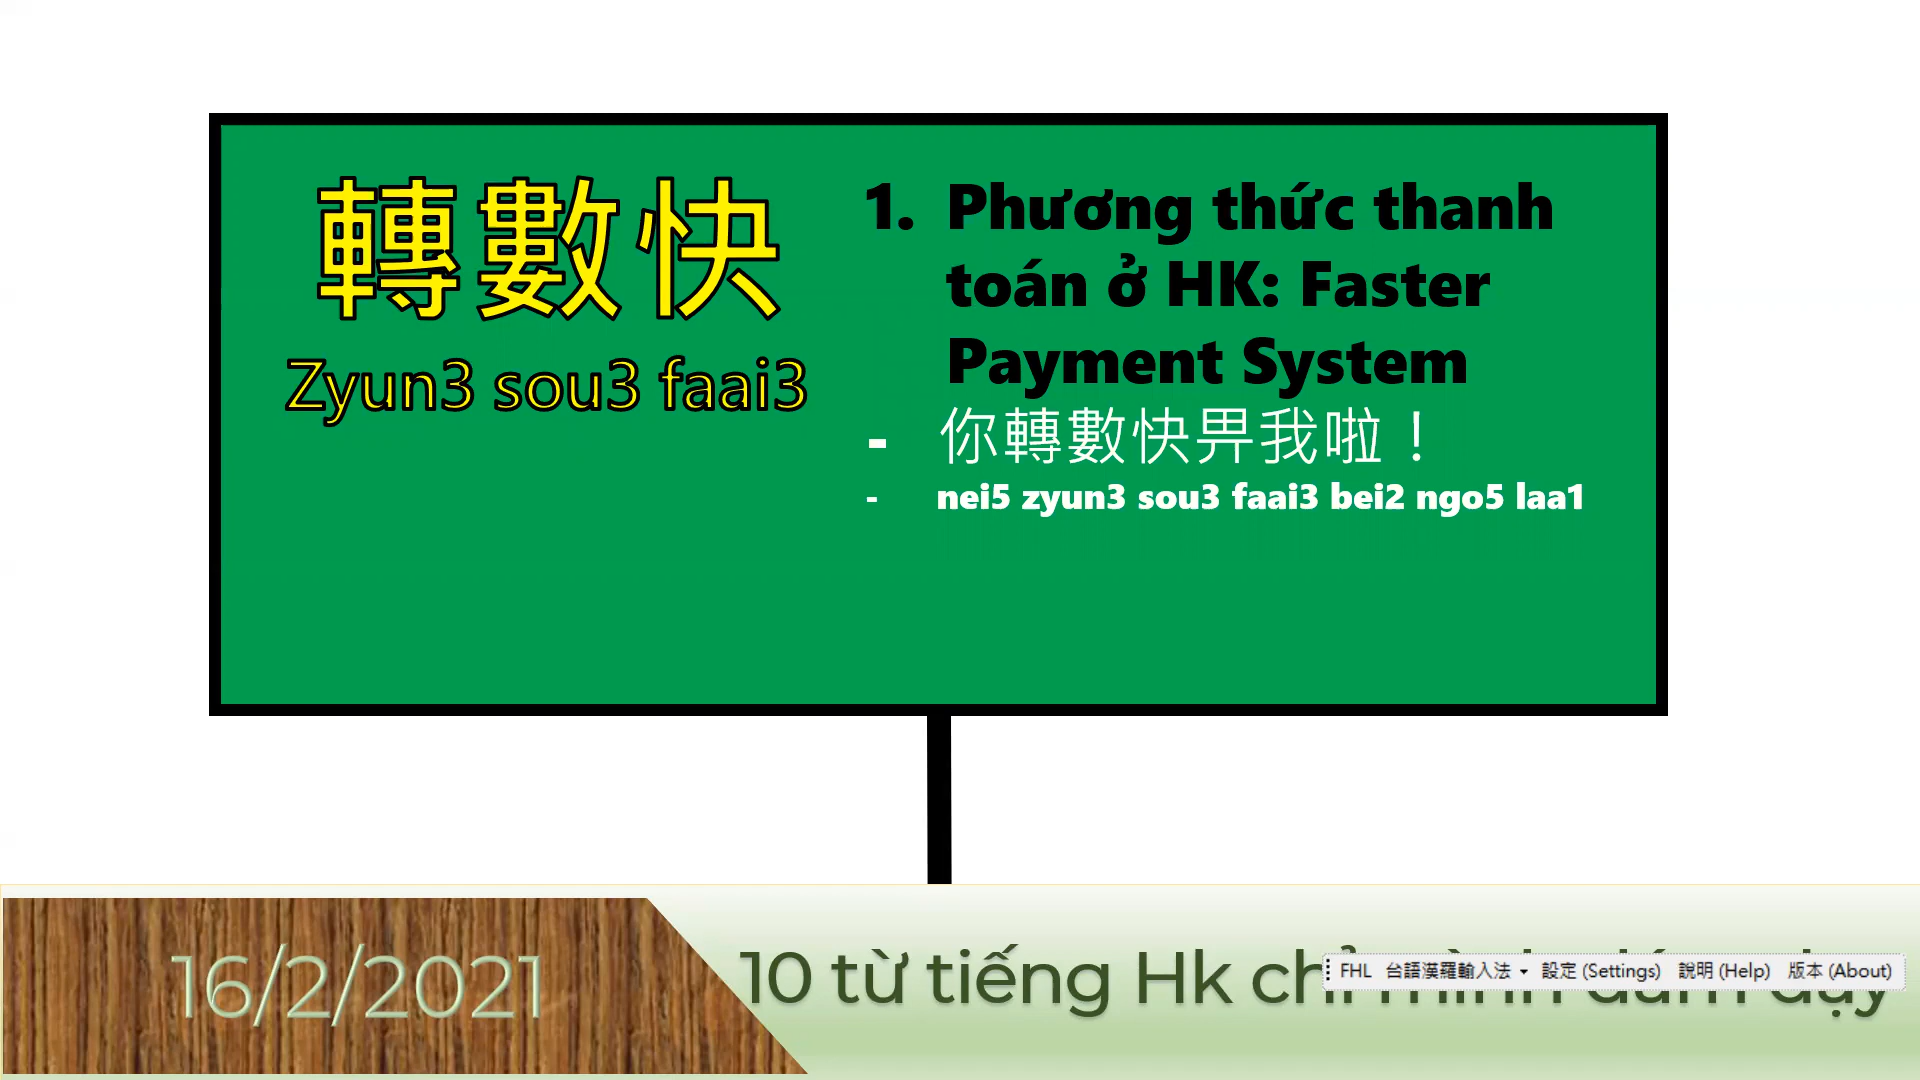 轉數快
Zyun3 sou3 faai3
1. Phương thức thanh
toán ở HK: Faster
Payment System
- 你轉數快畀我啦！
- nei5 zyun3 sou3 faai3 bei2 ngo5 laa1
16/2/2021
10 từ tiếng Hk chỉ
FHL 台語漢羅輸入法 設定 (Settings) 說明 (Help) 版本 (About)